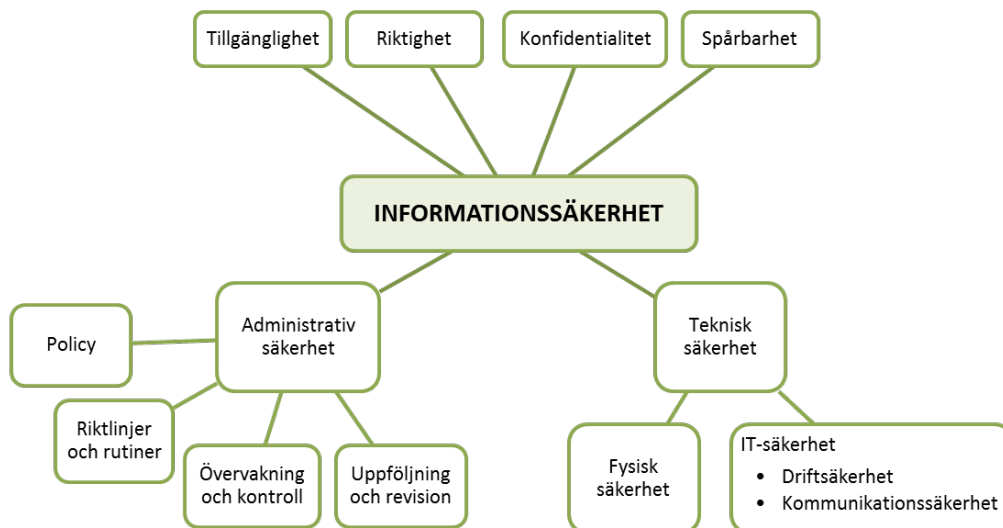 Tillgänglighet
Riktighet
Konfidentialitet
Spårbarhet
INFORMATIONSSÄKERHET
Administrativ
säkerhet
Teknisk
säkerhet
Policy
Riktlinjer
och rutiner
Övervakning
och kontroll
Uppföljning
och revision
Fysisk
säkerhet
IT-säkerhet
• Driftsäkerhet
• Kommunikationssäkerhet